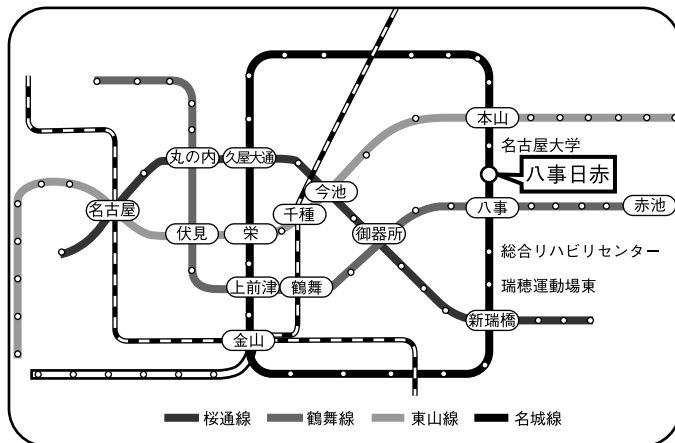 本山
名古屋大学
丸の内
久屋大通
八事日赤
今池
名古屋
千種
八事
赤池
伏見
栄
御器所
総合リハビリセンター
上前津
鶴舞
瑞穂運動場東
新瑞橋
金山
桜通線
鶴舞線
東山線
名城線